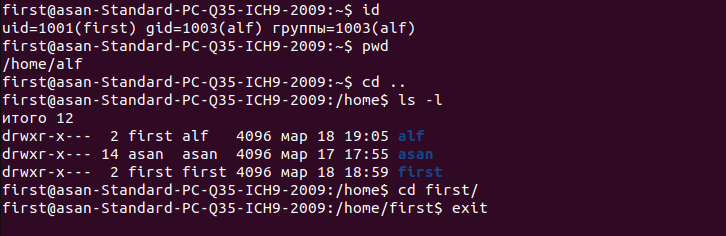 first@asan-Standard-PC-Q35-ICH9-2009:~$ id
uid=1001(first) gid=1003(alf) группы=1003(alf)
first@asan-Standard-PC-Q35-ICH9-2009:~$ pwd
/home/alf
first@asan-Standard-PC-Q35-ICH9-2009:~$ cd ..
first@asan-Standard-PC-Q35-ICH9-2009:/home$ ls -l
итого 12
drwxr-x---  2 first alf   4096 мар 18 19:05 alf
drwxr-x--- 14 asan  asan  4096 мар 17 17:55 asan
drwxr-x---  2 first first 4096 мар 18 18:59 first
first@asan-Standard-PC-Q35-ICH9-2009:/home$ cd first/
first@asan-Standard-PC-Q35-ICH9-2009:/home/first$ exit